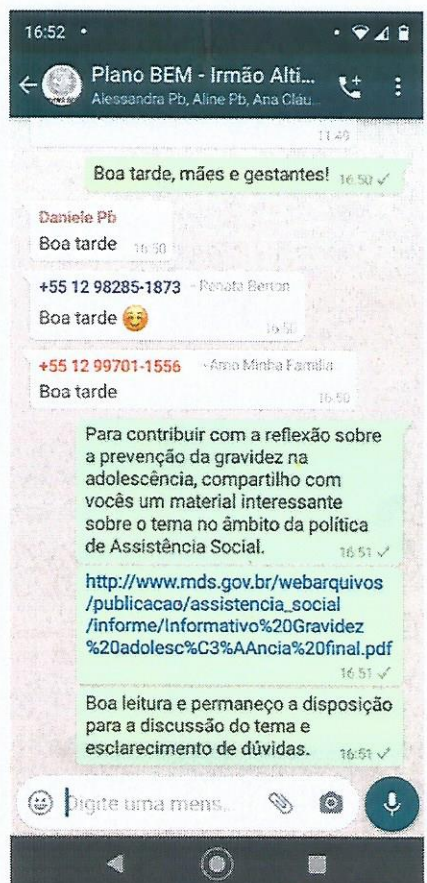 16:52
Plano BEM - Irmão Alti...
Alessandra Pb, Aline Pb, Ana Cláu...
11:49
Boa tarde, mães e gestantes! 16:50
Daniele Pb
Boa tarde 16:50
+55 12 98285-1873 ~Renata Berton
Boa tarde 😊
16:50
+55 12 99701-1556 ~Amo Minha Família
Boa tarde 16:50
Para contribuir com a reflexão sobre
a prevenção da gravidez na
adolescência, compartilho com
vocês um material interessante
sobre o tema no âmbito da política
de Assistência Social. 16:51
http://www.mds.gov.br/webarquivos
/publicacao/assistencia_social
/informe/Informativo%20Gravidez
%20adolesc%C3%AAncia%20final.pdf
16:51
Boa leitura e permaneço a disposição
para a discussão do tema e
esclarecimento de dúvidas. 16:51
Digite uma mens...